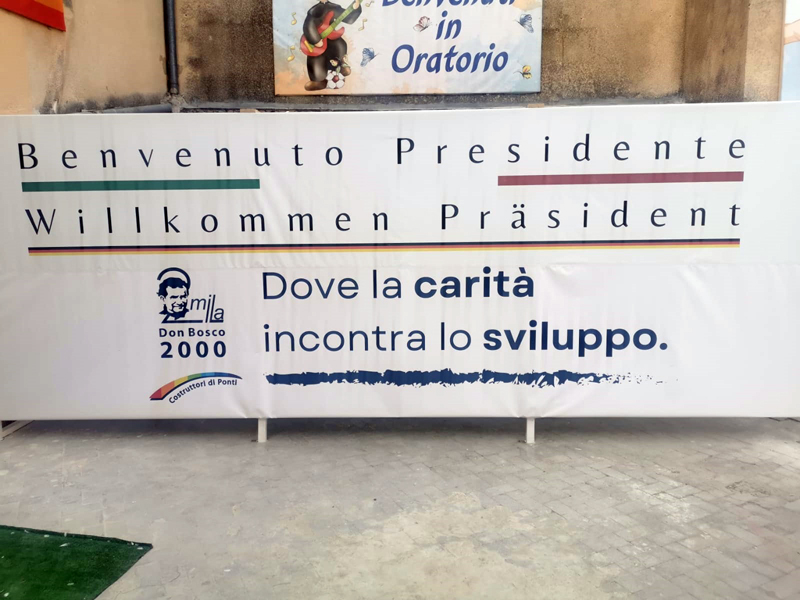 Benvenuti
in
Oratorio
Benvenuto Presidente
Willkommen Präsident
Dove la carità
incontra lo sviluppo.
mila
Don Bosco
2000
Costruttori di Ponti